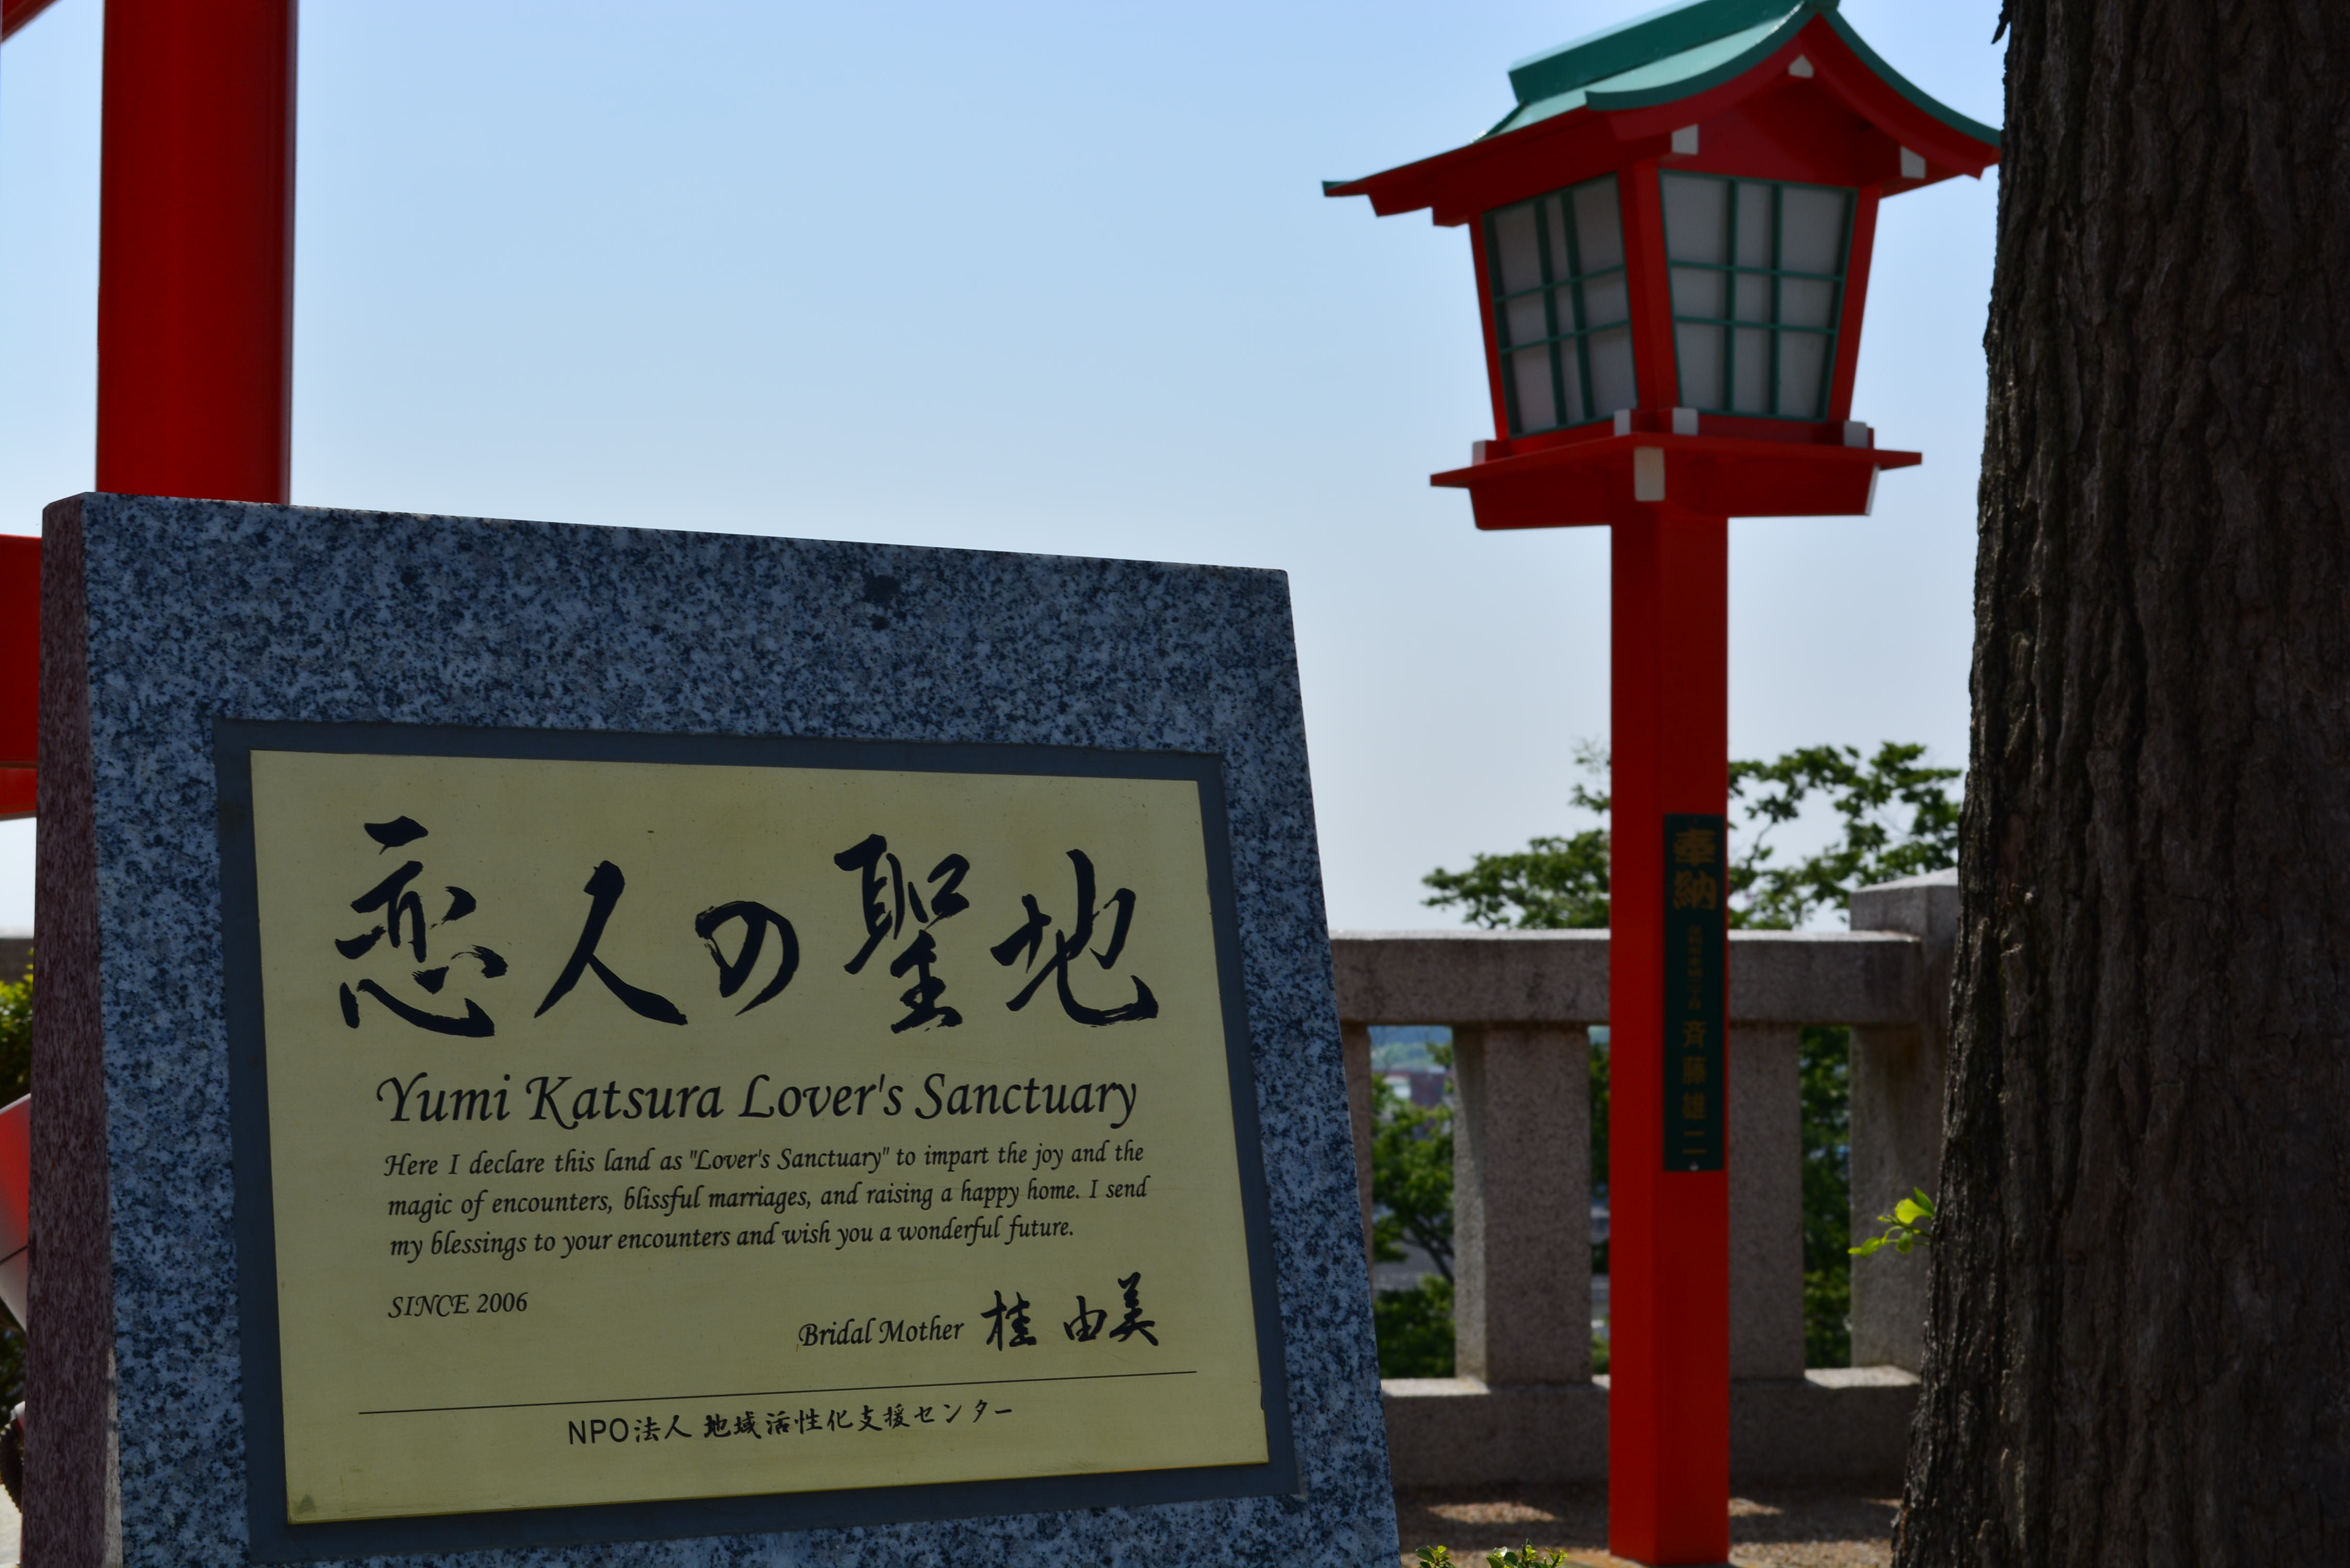 恋人の聖地
Yumi Katsura Lover's Sanctuary
Here I declare this land as "Lover's Sanctuary" to impart the joy and the
magic of encounters, blissful marriages, and raising a happy home. I send
my blessings to your encounters and wish you a wonderful future.
SINCE 2006
Bridal Mother 桂 由美
NPO法人 地域活性化支援センター
奉納
斉藤雄二